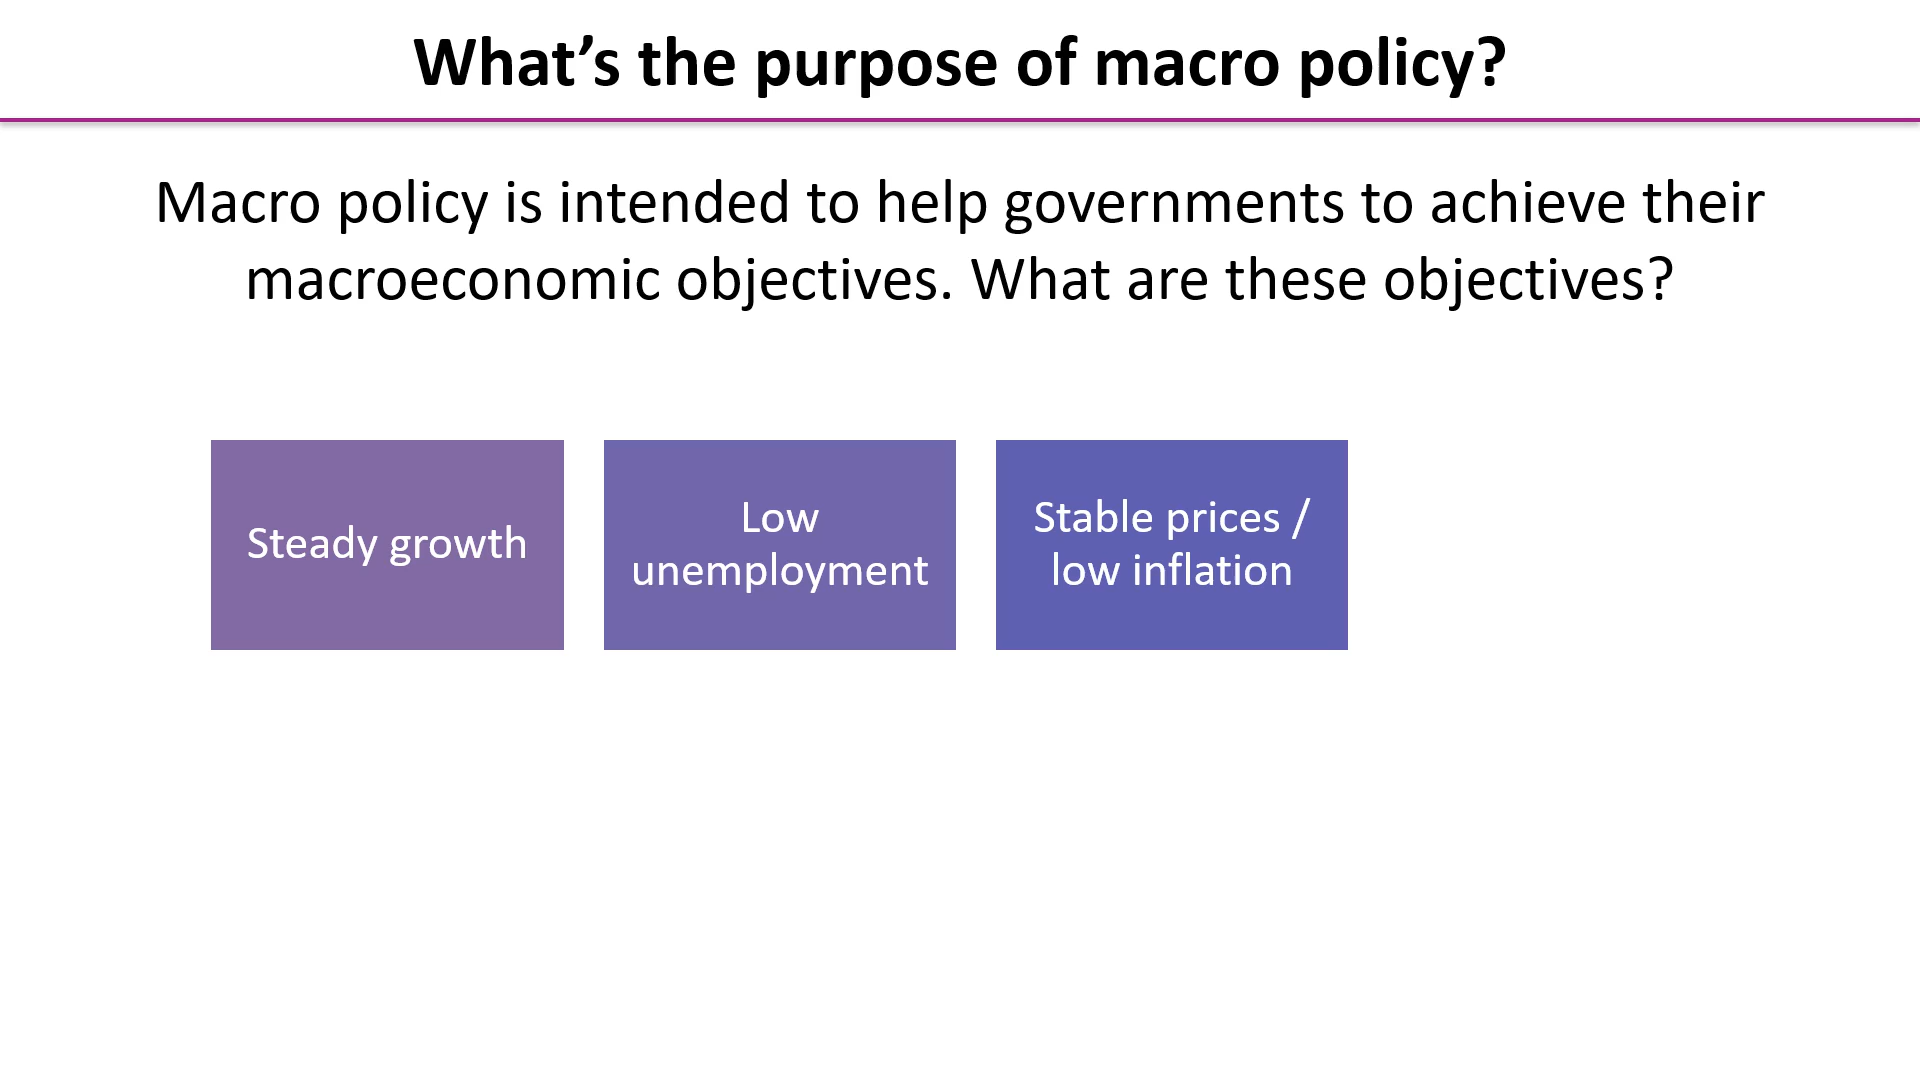 What’s the purpose of macro policy?
Macro policy is intended to help governments to achieve their
macroeconomic objectives. What are these objectives?
Steady growth
Low
unemployment
Stable prices /
low inflation